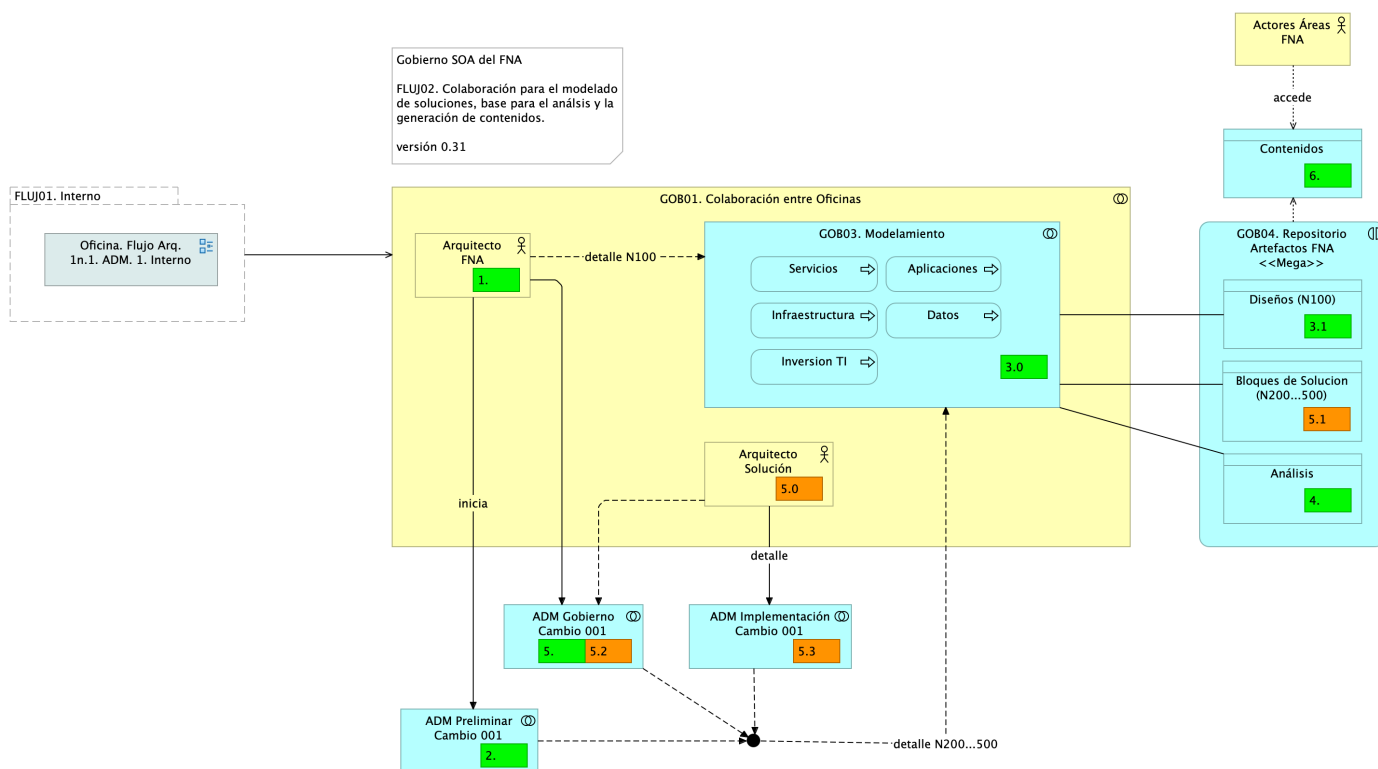 Actores Áreas
FNA
accede
Contenidos
6.
Gobierno SOA del FNA
FLUJ02. Colaboración para el modelado
de soluciones, base para el análsis y la
generación de contenidos.
versión 0.31
FLUJ01. Interno
Oficina. Flujo Arq.
1n.1. ADM. 1. Interno
GOB01. Colaboración entre Oficinas
Arquitecto
FNA
1.
detalle N100
GOB03. Modelamiento
Servicios
Aplicaciones
Infraestructura
Datos
Inversion TI
3.0
GOB04. Repositorio
Artefactos FNA
<<Mega>>
Diseños (N100)
3.1
Bloques de Solucion
(N200...500)
5.1
Análisis
4.
Arquitecto
Solución
5.0
inicia
detalle
ADM Gobierno
Cambio 001
5.
5.2
ADM Implementación
Cambio 001
5.3
ADM Preliminar
Cambio 001
2.
detalle N200...500